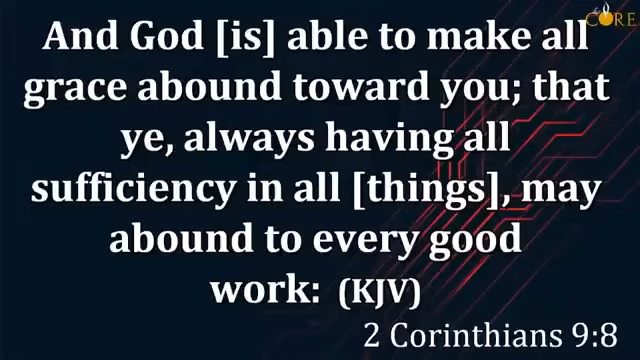 CORE
And God [is] able to make all
grace abound toward you; that
ye, always having all
sufficiency in all [things], may
abound to every good
work: (KJV)
2 Corinthians 9:8